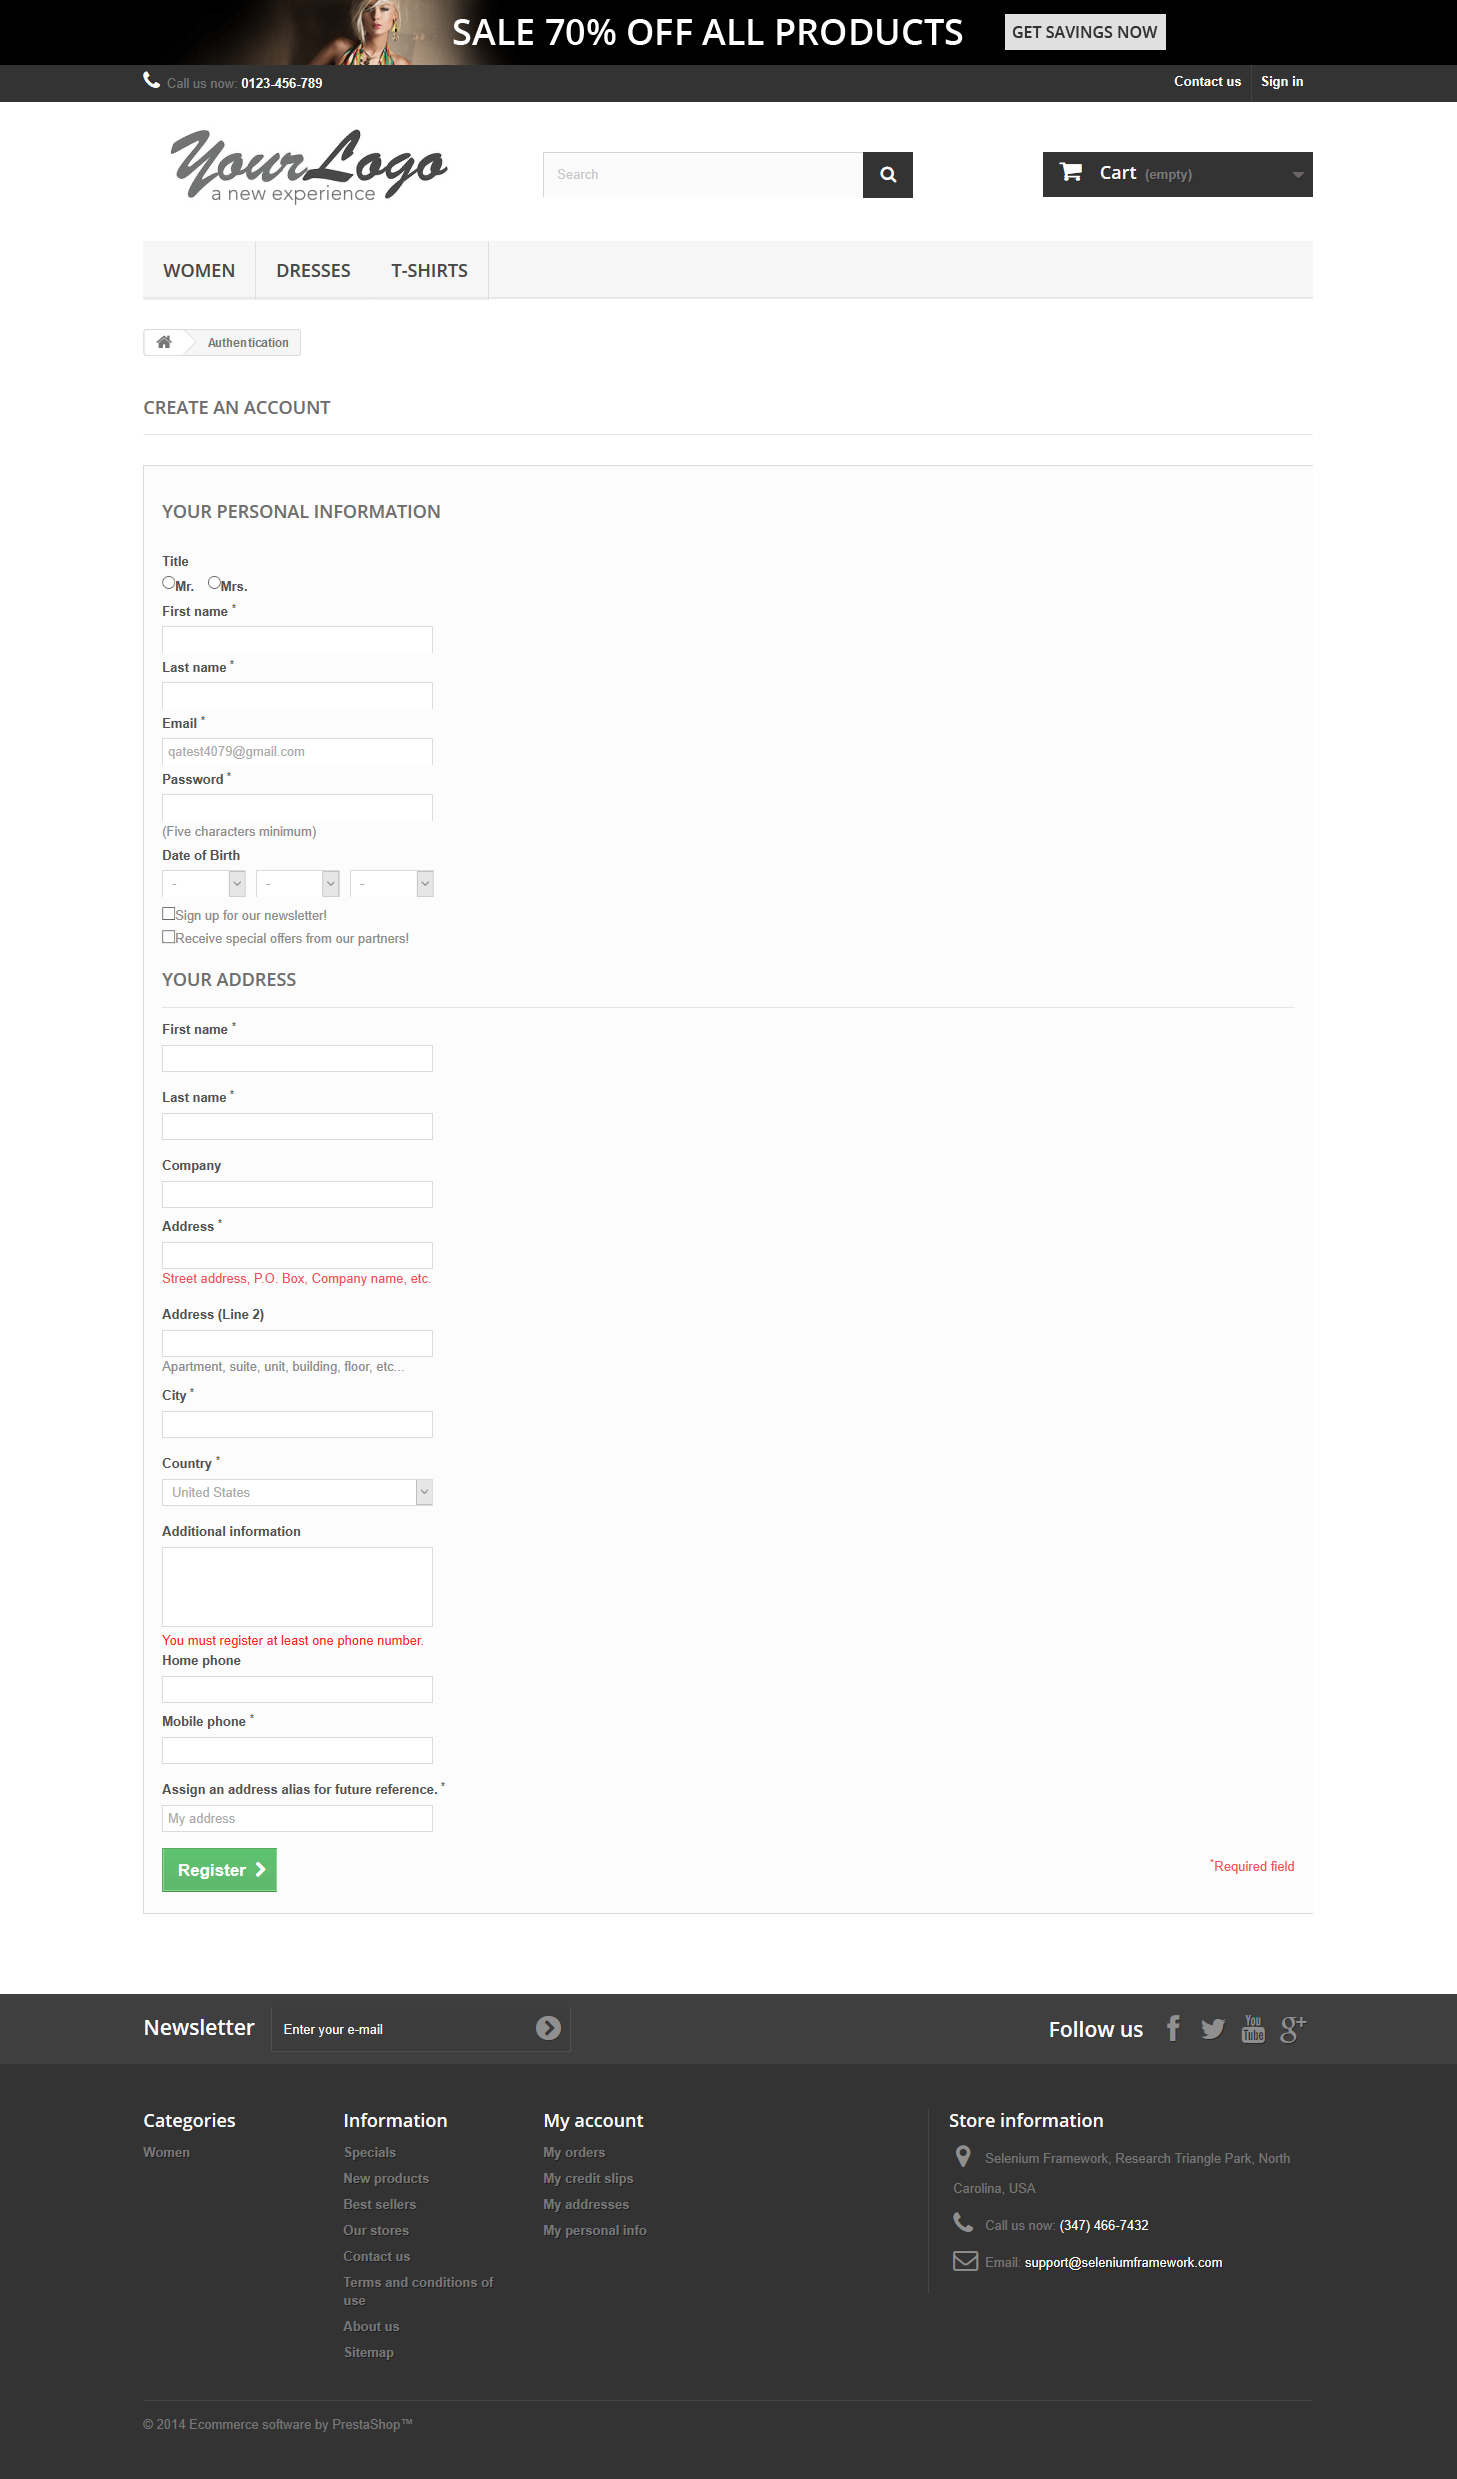 SALE 70% OFF ALL PRODUCTS GET SAVINGS NOW
Call us now: 0123-456-789 Contact us Sign in
YourLogo
a new experience
Search
Cart (empty)
WOMEN DRESSES T-SHIRTS
Authentication
CREATE AN ACCOUNT
YOUR PERSONAL INFORMATION
Title
Mr. Mrs.
First name *
Last name *
Email *
qatest4079@gmail.com
Password *
(Five characters minimum)
Date of Birth
- - -
Sign up for our newsletter!
Receive special offers from our partners!
YOUR ADDRESS
First name *
Last name *
Company
Address *
Street address, P.O. Box, Company name, etc.
Address (Line 2)
Apartment, suite, unit, building, floor, etc...
City *
Country *
United States
Additional information
You must register at least one phone number.
Home phone
Mobile phone *
Assign an address alias for future reference. *
My address
Register
*Required field
Newsletter Enter your e-mail
Follow us
You
Tube
g+
Categories
Women
Information
Specials
New products
Best sellers
Our stores
Contact us
Terms and conditions of
use
About us
Sitemap
My account
My orders
My credit slips
My addresses
My personal info
Store information
Selenium Framework, Research Triangle Park, North
Carolina, USA
Call us now: (347) 466-7432
Email: support@seleniumframework.com
© 2014 Ecommerce software by PrestaShop™